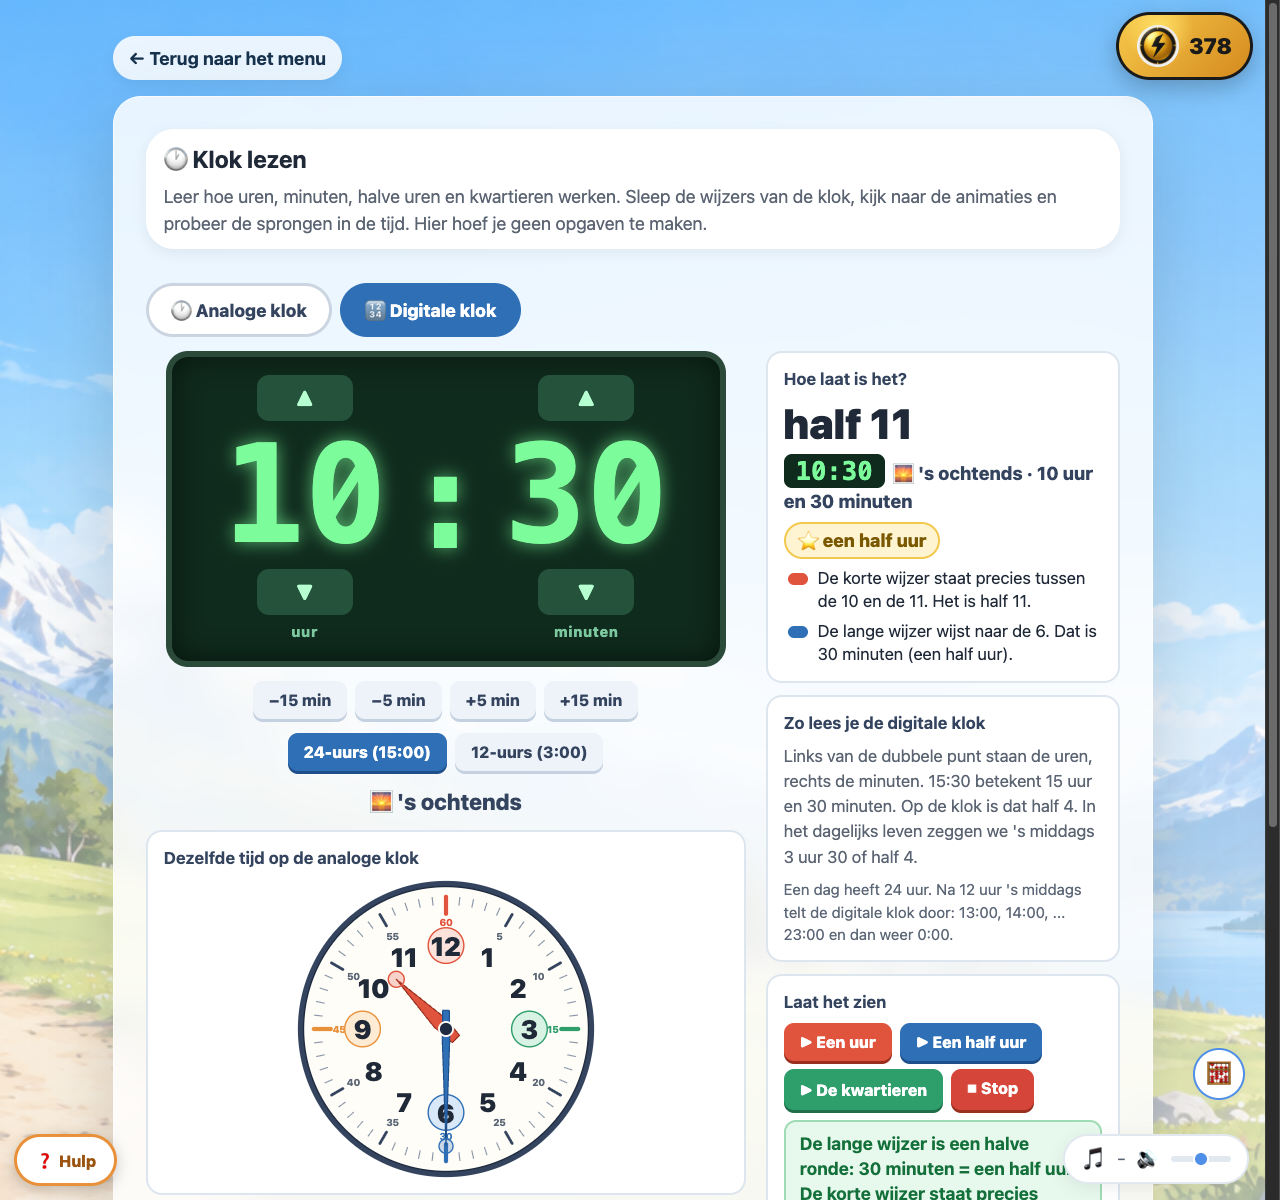 ← Terug naar het menu
378
Klok lezen
Leer hoe uren, minuten, halve uren en kwartieren werken. Sleep de wijzers van de klok, kijk naar de animaties en
probeer de sprongen in de tijd. Hier hoef je geen opgaven te maken.
Analoge klok
Digitale klok
▲ ▲
10:30
▼ ▼
uur
minuten
−15 min
−5 min
+5 min
+15 min
24-uurs (15:00)
12-uurs (3:00)
's ochtends
Dezelfde tijd op de analoge klok
60
12
5
1
10
2
15
3
20
4
25
5
30
6
35
7
40
8
45
9
50
10
55
11
Hoe laat is het?
half 11
10:30 's ochtends · 10 uur
en 30 minuten
een half uur
De korte wijzer staat precies tussen
de 10 en de 11. Het is half 11.
De lange wijzer wijst naar de 6. Dat is
30 minuten (een half uur).
Zo lees je de digitale klok
Links van de dubbele punt staan de uren,
rechts de minuten. 15:30 betekent 15 uur
en 30 minuten. Op de klok is dat half 4. In
het dagelijks leven zeggen we 's middags
3 uur 30 of half 4.
Een dag heeft 24 uur. Na 12 uur 's middags
telt de digitale klok door: 13:00, 14:00, ...
23:00 en dan weer 0:00.
Laat het zien
▶ Een uur
▶ Een half uur
▶ De kwartieren
■ Stop
De lange wijzer is een halve
ronde: 30 minuten = een half
De korte wijzer staat precies
❓ Hulp
–